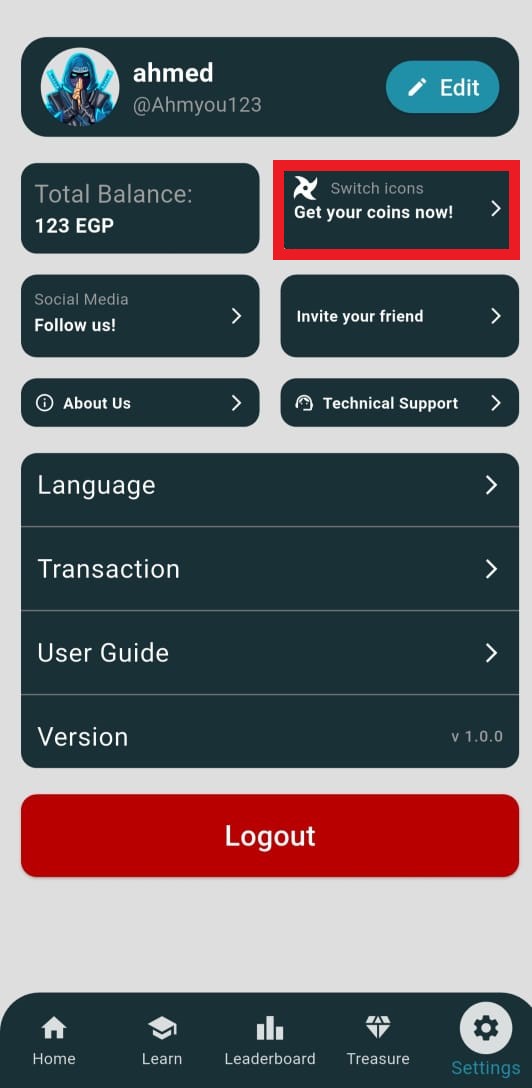 ahmed
@Ahmyou123
Edit
Total Balance:
123 EGP
Switch icons
Get your coins now!
Social Media
Follow us!
Invite your friend
About Us
Technical Support
Language
Transaction
User Guide
Version
v 1.0.0
Logout
Home
Learn
Leaderboard
Treasure
Settings